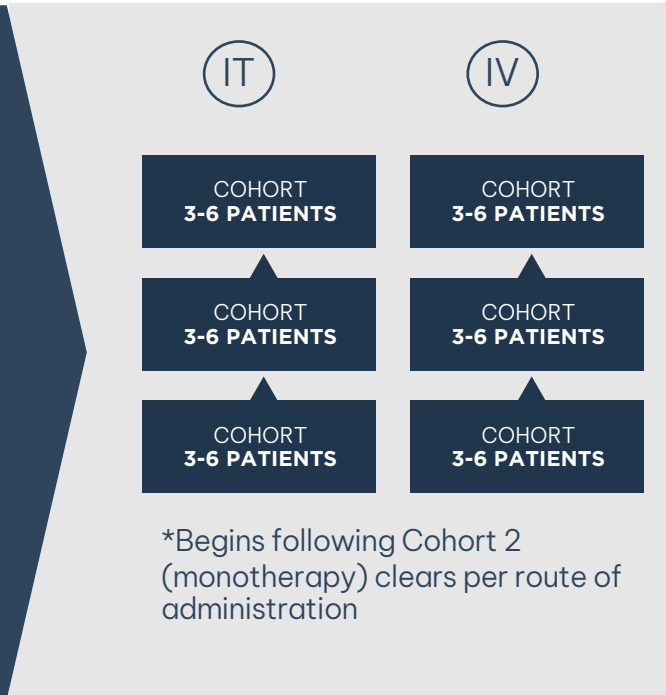 IT
IV
COHORT
3-6 PATIENTS
COHORT
3-6 PATIENTS
COHORT
3-6 PATIENTS
COHORT
3-6 PATIENTS
COHORT
3-6 PATIENTS
COHORT
3-6 PATIENTS
*Begins following Cohort 2
(monotherapy) clears per route of
administration